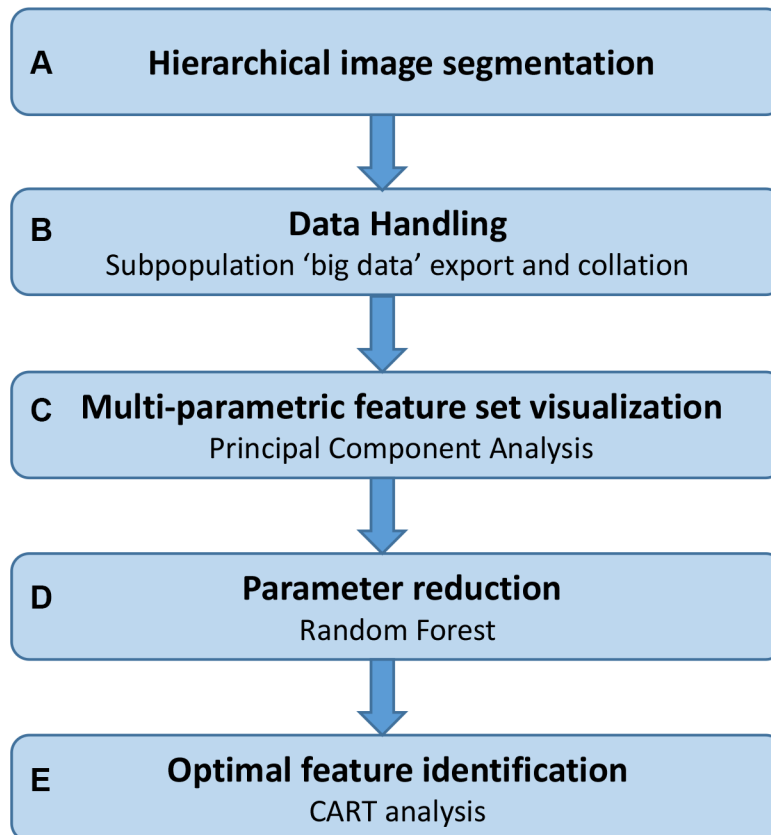 A Hierarchical image segmentation
B Data Handling
Subpopulation ‘big data’ export and collation
C Multi-parametric feature set visualization
Principal Component Analysis
D Parameter reduction
Random Forest
E Optimal feature identification
CART analysis